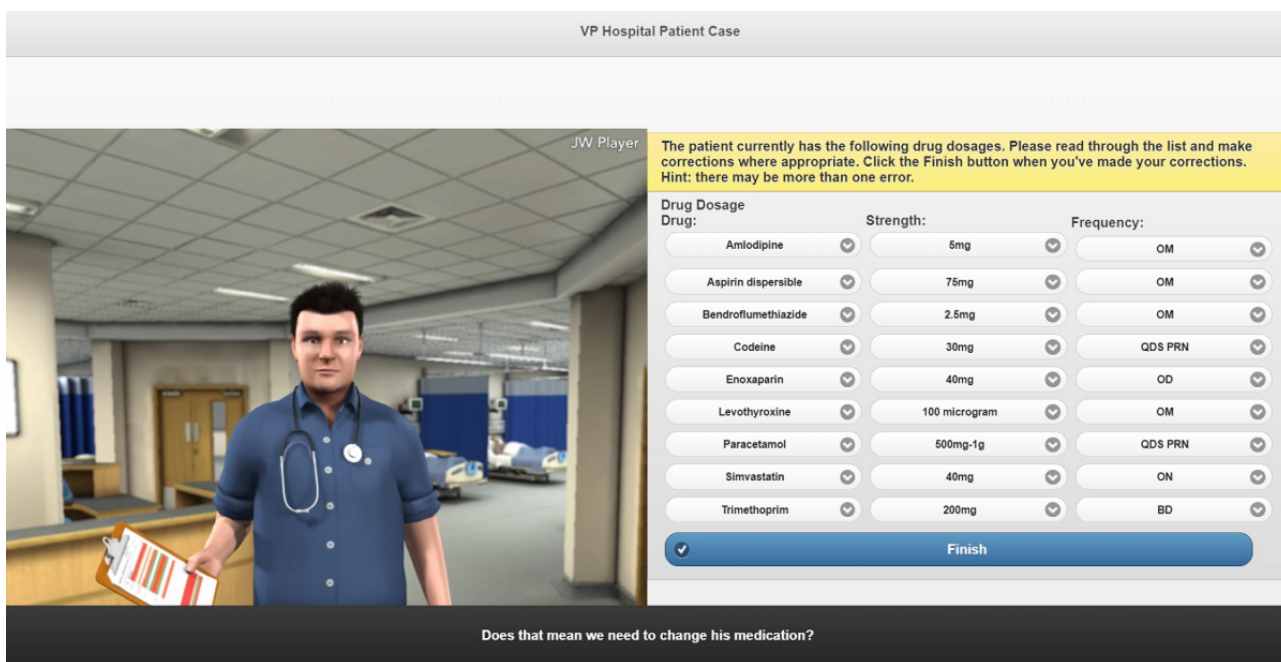 VP Hospital Patient Case
JW Player
The patient currently has the following drug dosages. Please read through the list and make
corrections where appropriate. Click the Finish button when you've made your corrections.
Hint: there may be more than one error.
Drug Dosage
Drug: Strength: Frequency:
Amlodipine 5mg OM
Aspirin dispersible 75mg OM
Bendroflumethiazide 2.5mg OM
Codeine 30mg QDS PRN
Enoxaparin 40mg OD
Levothyroxine 100 microgram OM
Paracetamol 500mg-1g QDS PRN
Simvastatin 40mg ON
Trimethoprim 200mg BD
Finish
Does that mean we need to change his medication?